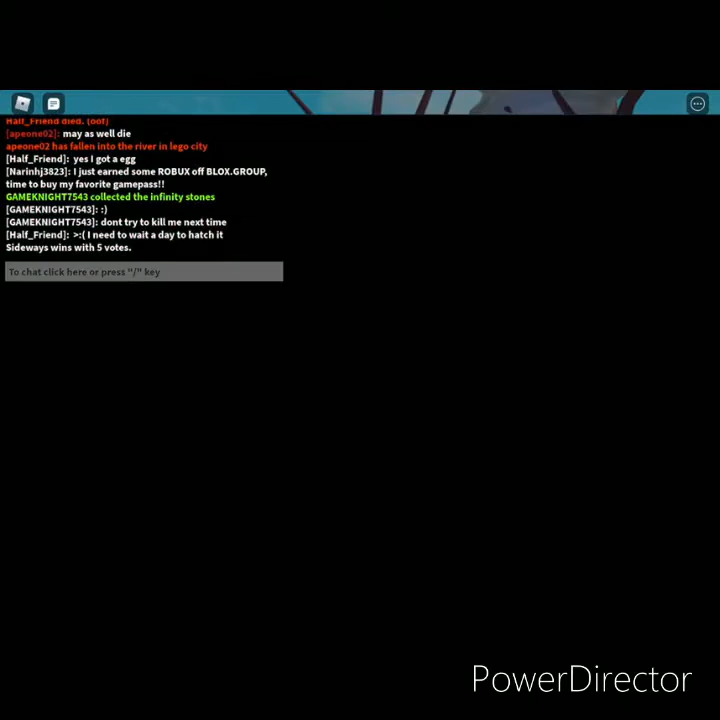 Half_Friend died. (oof)
[apeone02]: may as well die
apeone02 has fallen into the river in lego city
[Half_Friend]: yes I got a egg
[Narinhj3823]: I just earned some ROBUX off BLOX.GROUP,
time to buy my favorite gamepass!!
GAMEKNIGHT7543 collected the infinity stones
[GAMEKNIGHT7543]: :)
[GAMEKNIGHT7543]: dont try to kill me next time
[Half_Friend]: >:( I need to wait a day to hatch it
Sideways wins with 5 votes.
To chat click here or press "/" key
PowerDirector